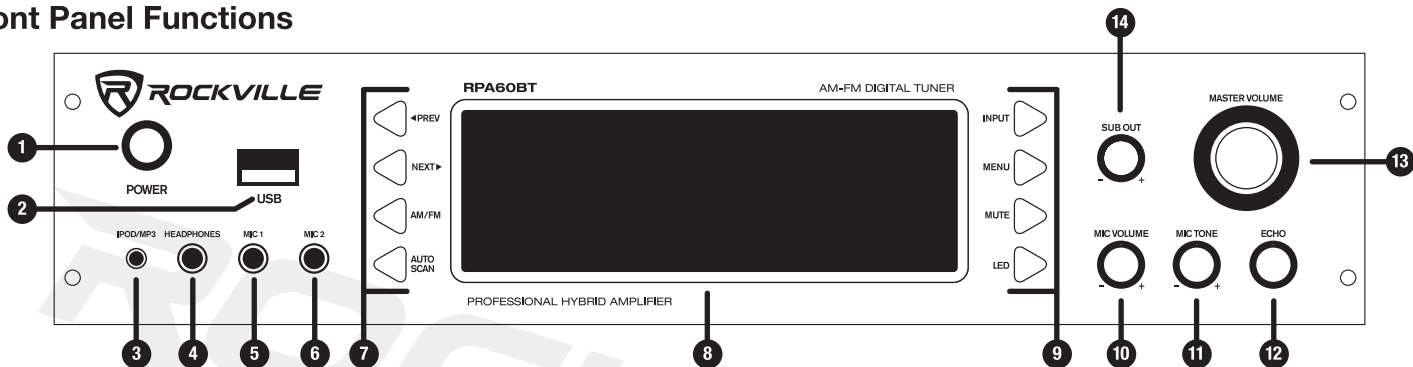 ont Panel Functions
14
R ROCKVILLE
RPA60BT
AM-FM DIGITAL TUNER
MASTER VOLUME
◄PREV
INPUT
SUB OUT
1
- +
13
NEXT►
MENU
POWER
USB
2
AM/FM
MUTE
IPOD/MP3 HEADPHONES MIC 1 MIC 2
MIC VOLUME MIC TONE ECHO
AUTO
SCAN
LED
- + - +
PROFESSIONAL HYBRID AMPLIFIER
3 4 5 6 7 8 9 10 11 12
ROCKVILLE